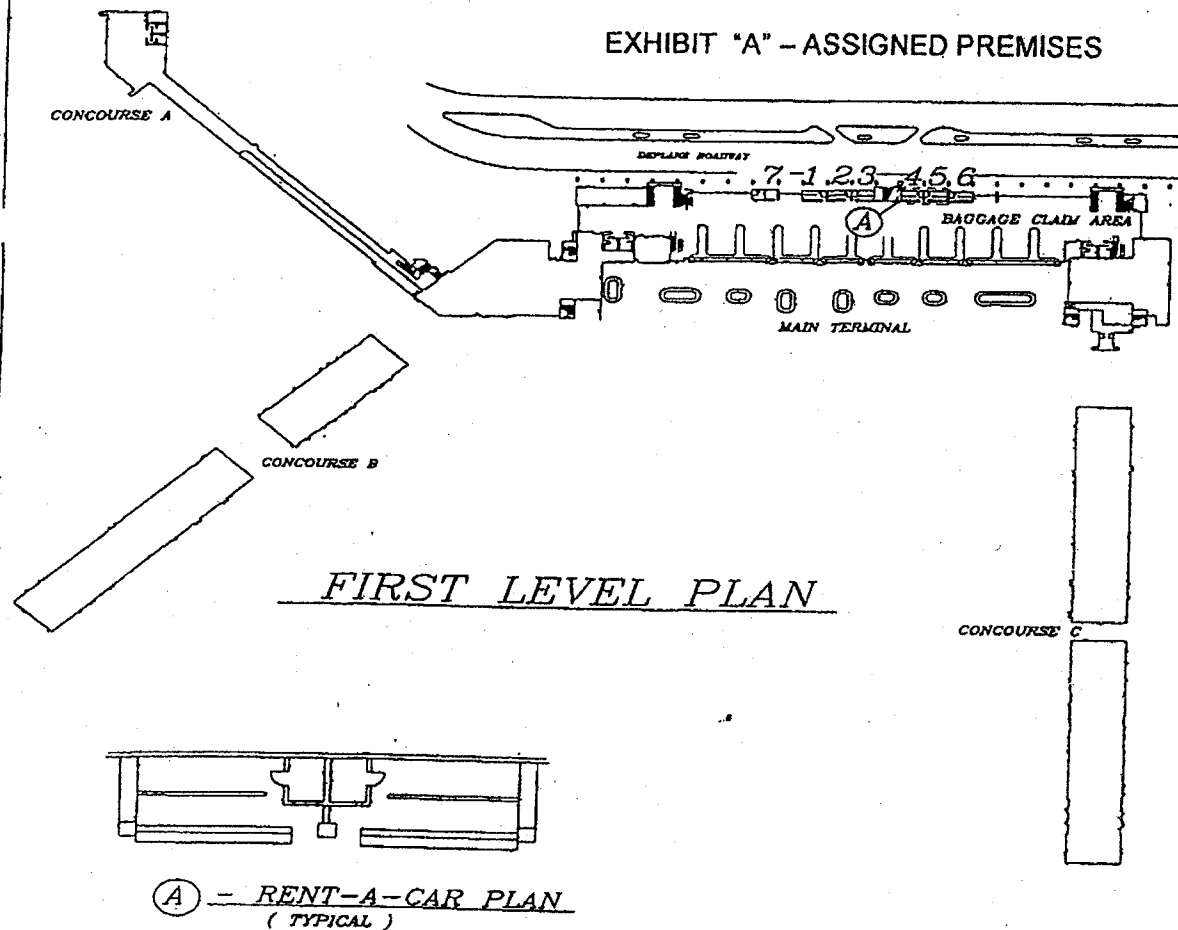 EXHIBIT "A" – ASSIGNED PREMISES
CONCOURSE A
DEPLANE ROADWAY
7 1 2 3 4 5 6
A
BAGGAGE CLAIM AREA
MAIN TERMINAL
CONCOURSE B
FIRST LEVEL PLAN
CONCOURSE C
A - RENT-A-CAR PLAN
( TYPICAL )